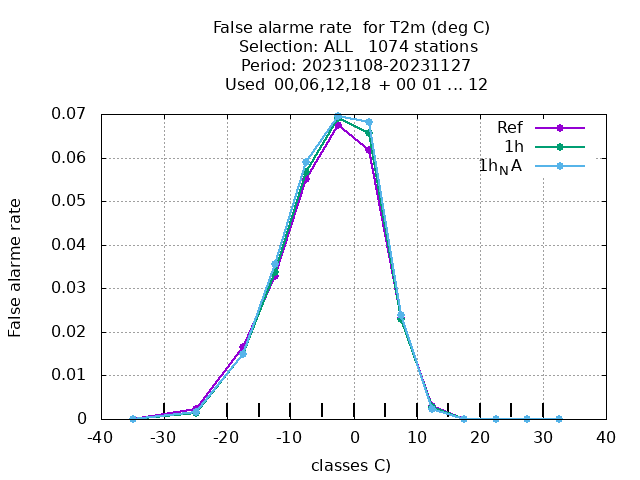 False alarme rate  for T2m (deg C)
Selection: ALL   1074 stations
Period: 20231108-20231127
Used  00,06,12,18  + 00 01 ... 12
Ref
1h
1h_NA
0.07
0.06
0.05
0.04
0.03
0.02
0.01
0
False alarme rate
-40 -30 -20 -10 0 10 20 30 40
classes C)